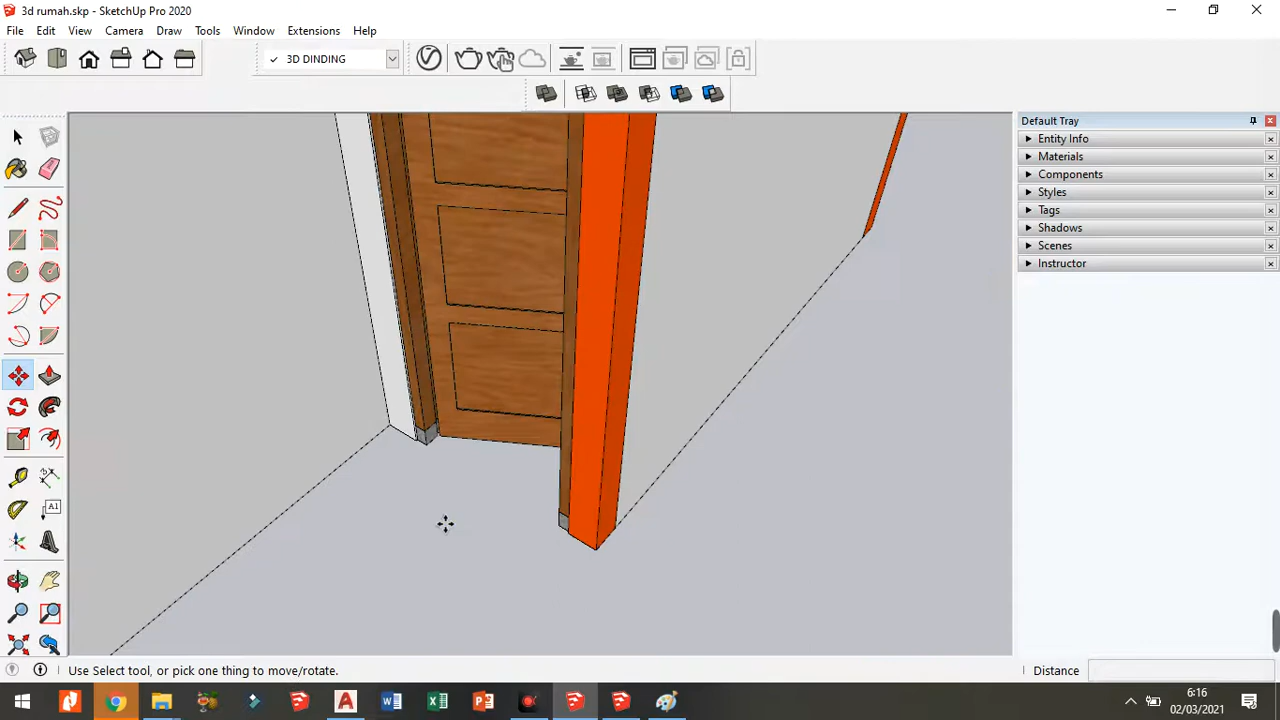 3d rumah.skp - SketchUp Pro 2020
File Edit View Camera Draw Tools Window Extensions Help
✓ 3D DINDING
Default Tray
Entity Info
Materials
Components
Styles
Tags
Shadows
Scenes
Instructor
A1
Use Select tool, or pick one thing to move/rotate.
Distance
6:16
02/03/2021